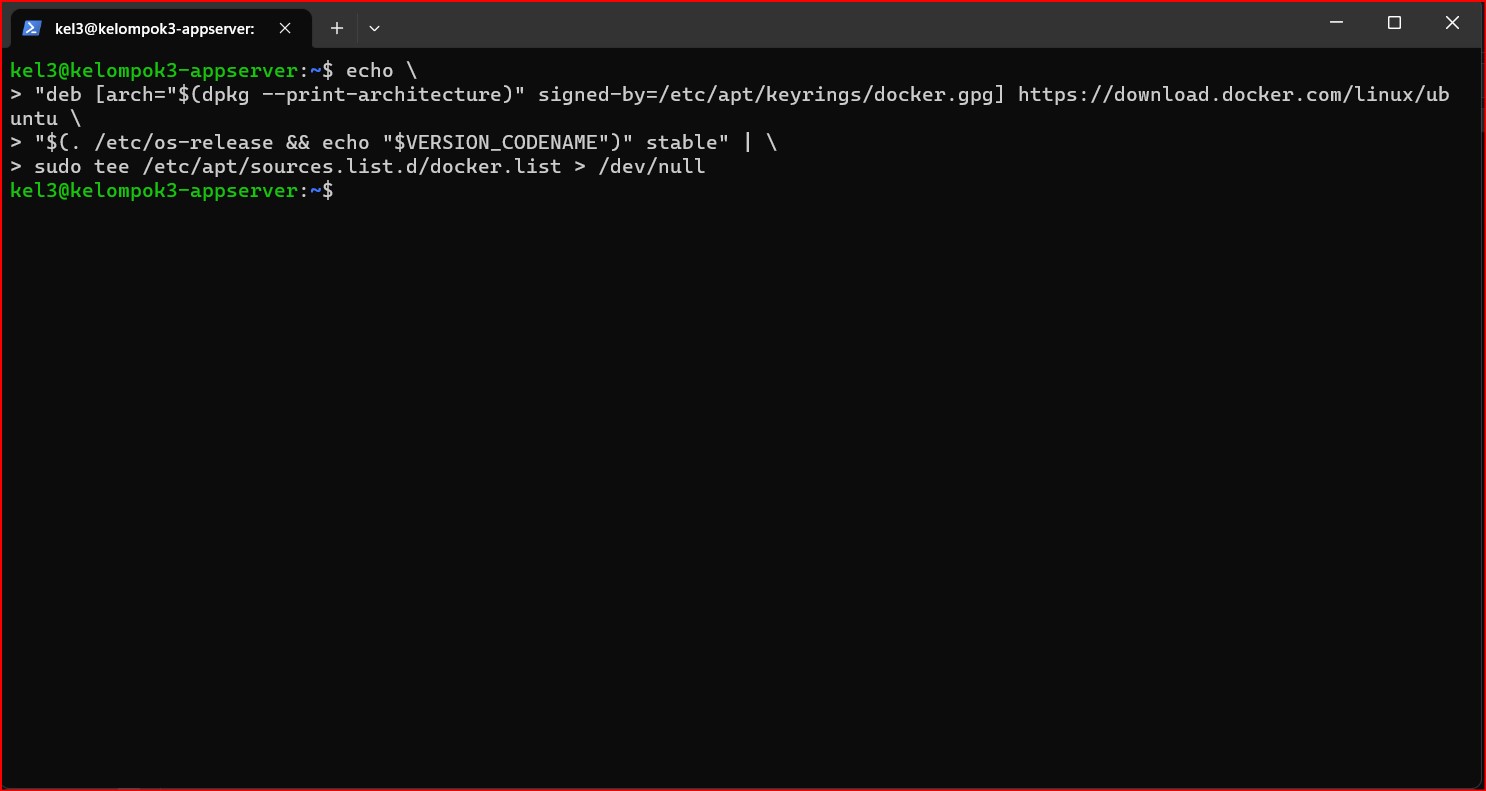 kel3@kelompok3-appserver:
kel3@kelompok3-appserver:~$ echo \
> "deb [arch="$(dpkg --print-architecture)" signed-by=/etc/apt/keyrings/docker.gpg] https://download.docker.com/linux/ub
untu \
> "$(. /etc/os-release && echo "$VERSION_CODENAME")" stable" | \
> sudo tee /etc/apt/sources.list.d/docker.list > /dev/null
kel3@kelompok3-appserver:~$